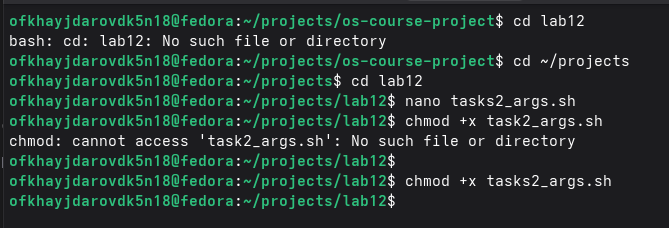 ofkhayjdarovdk5n18@fedora:~/projects/os-course-project$ cd lab12
bash: cd: lab12: No such file or directory
ofkhayjdarovdk5n18@fedora:~/projects/os-course-project$ cd ~/projects
ofkhayjdarovdk5n18@fedora:~/projects$ cd lab12
ofkhayjdarovdk5n18@fedora:~/projects/lab12$ nano tasks2_args.sh
ofkhayjdarovdk5n18@fedora:~/projects/lab12$ chmod +x task2_args.sh
chmod: cannot access 'task2_args.sh': No such file or directory
ofkhayjdarovdk5n18@fedora:~/projects/lab12$
ofkhayjdarovdk5n18@fedora:~/projects/lab12$ chmod +x tasks2_args.sh
ofkhayjdarovdk5n18@fedora:~/projects/lab12$